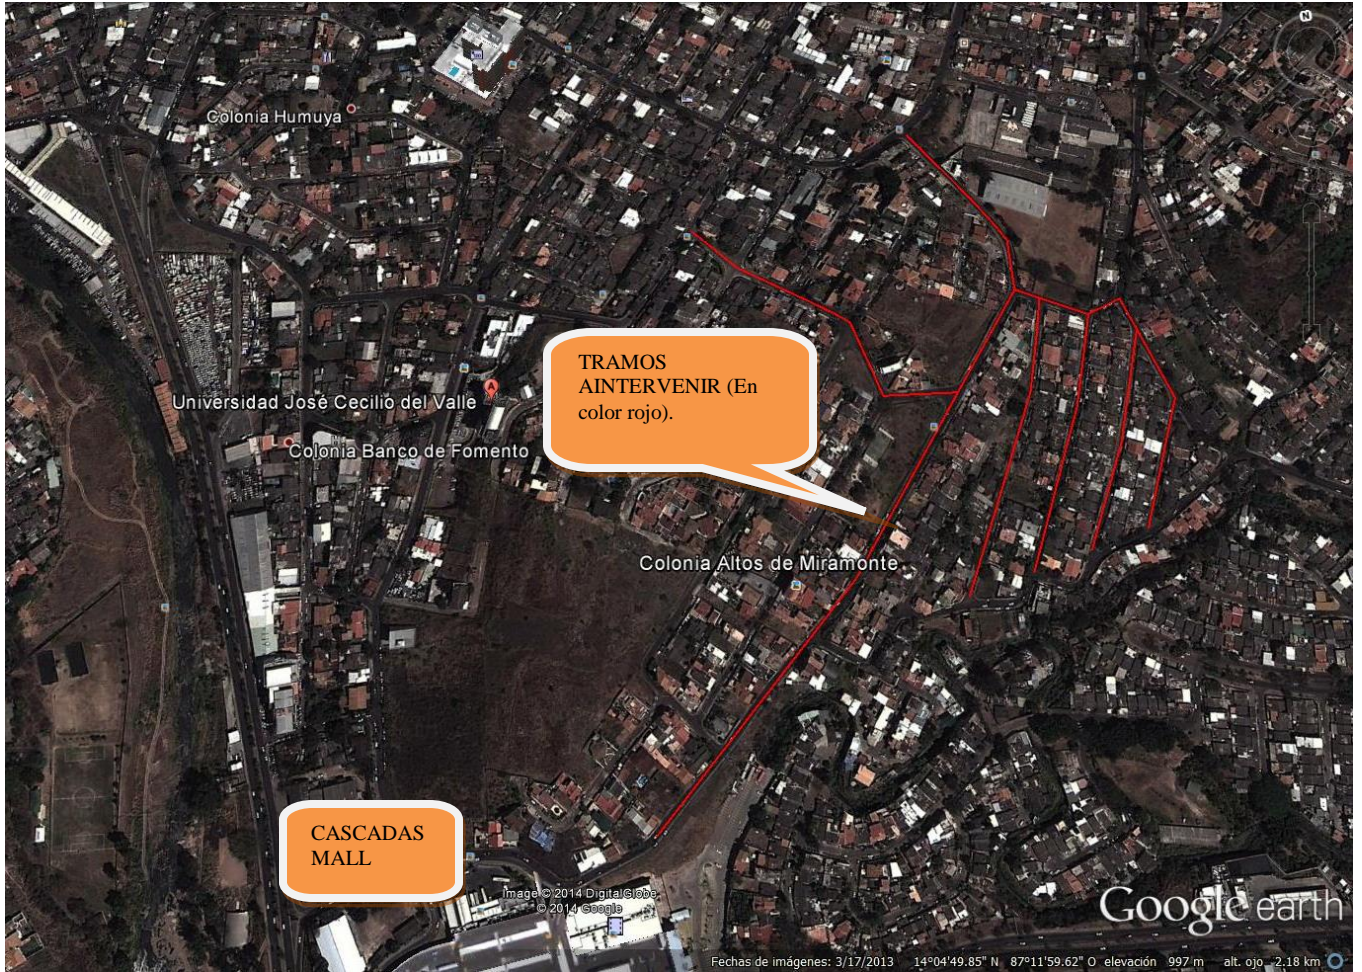 N
Colonia Humuya
TRAMOS
AINTERVENIR (En
color rojo).
A
Universidad José Cecilio del Valle
Colonia Banco de Fomento
Colonia Altos de Miramonte
CASCADAS
MALL
Image © 2014 DigitalGlobe
© 2014 Google
Google earth
Fechas de imágenes: 3/17/2013 14°04'49.85" N 87°11'59.62" O elevación 997 m alt. ojo 2.18 km